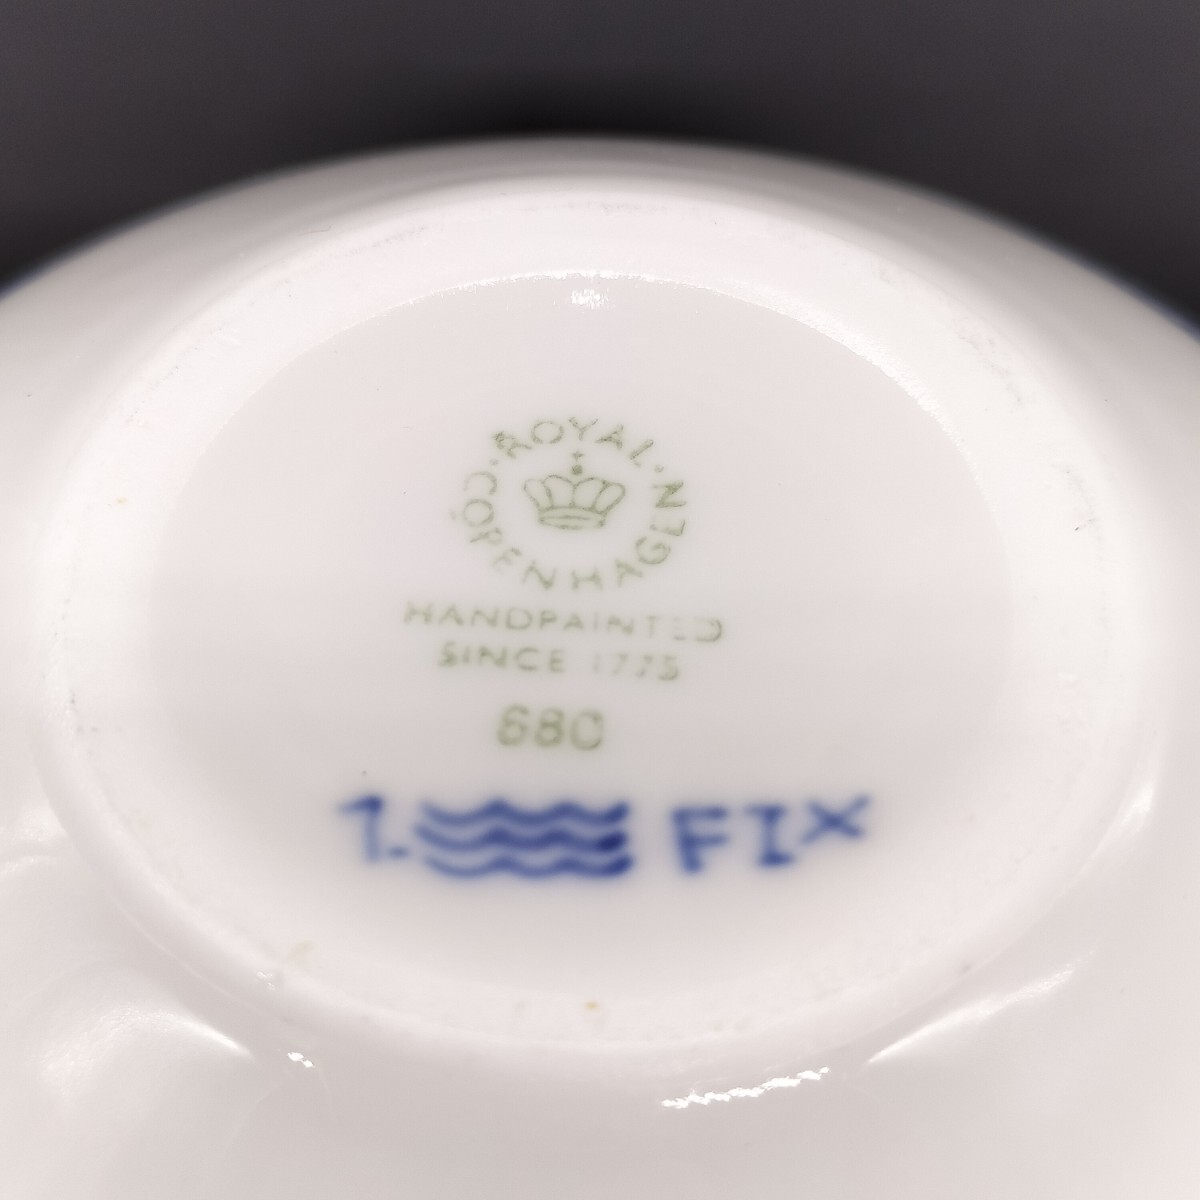 ROYAL
COPENHAGEN
HANDPAINTED
SINCE 1775
680
1. FIX